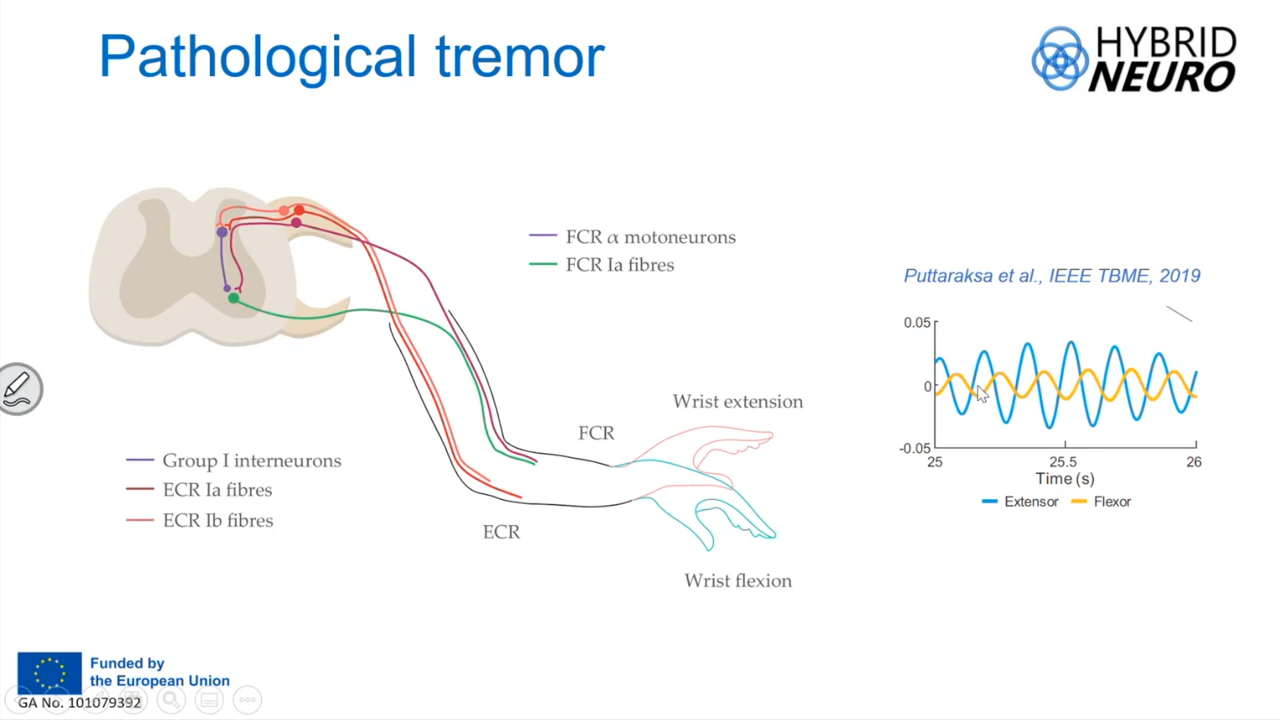 Pathological tremor
HYBRID
NEURO
FCR α motoneurons
FCR Ia fibres
Puttaraksa et al., IEEE TBME, 2019
0.05
0
-0.05
25
25.5
26
Time (s)
Extensor
Flexor
Wrist extension
FCR
Group I interneurons
ECR Ia fibres
ECR Ib fibres
ECR
Wrist flexion
Funded by
the European Union
GA No. 101079392